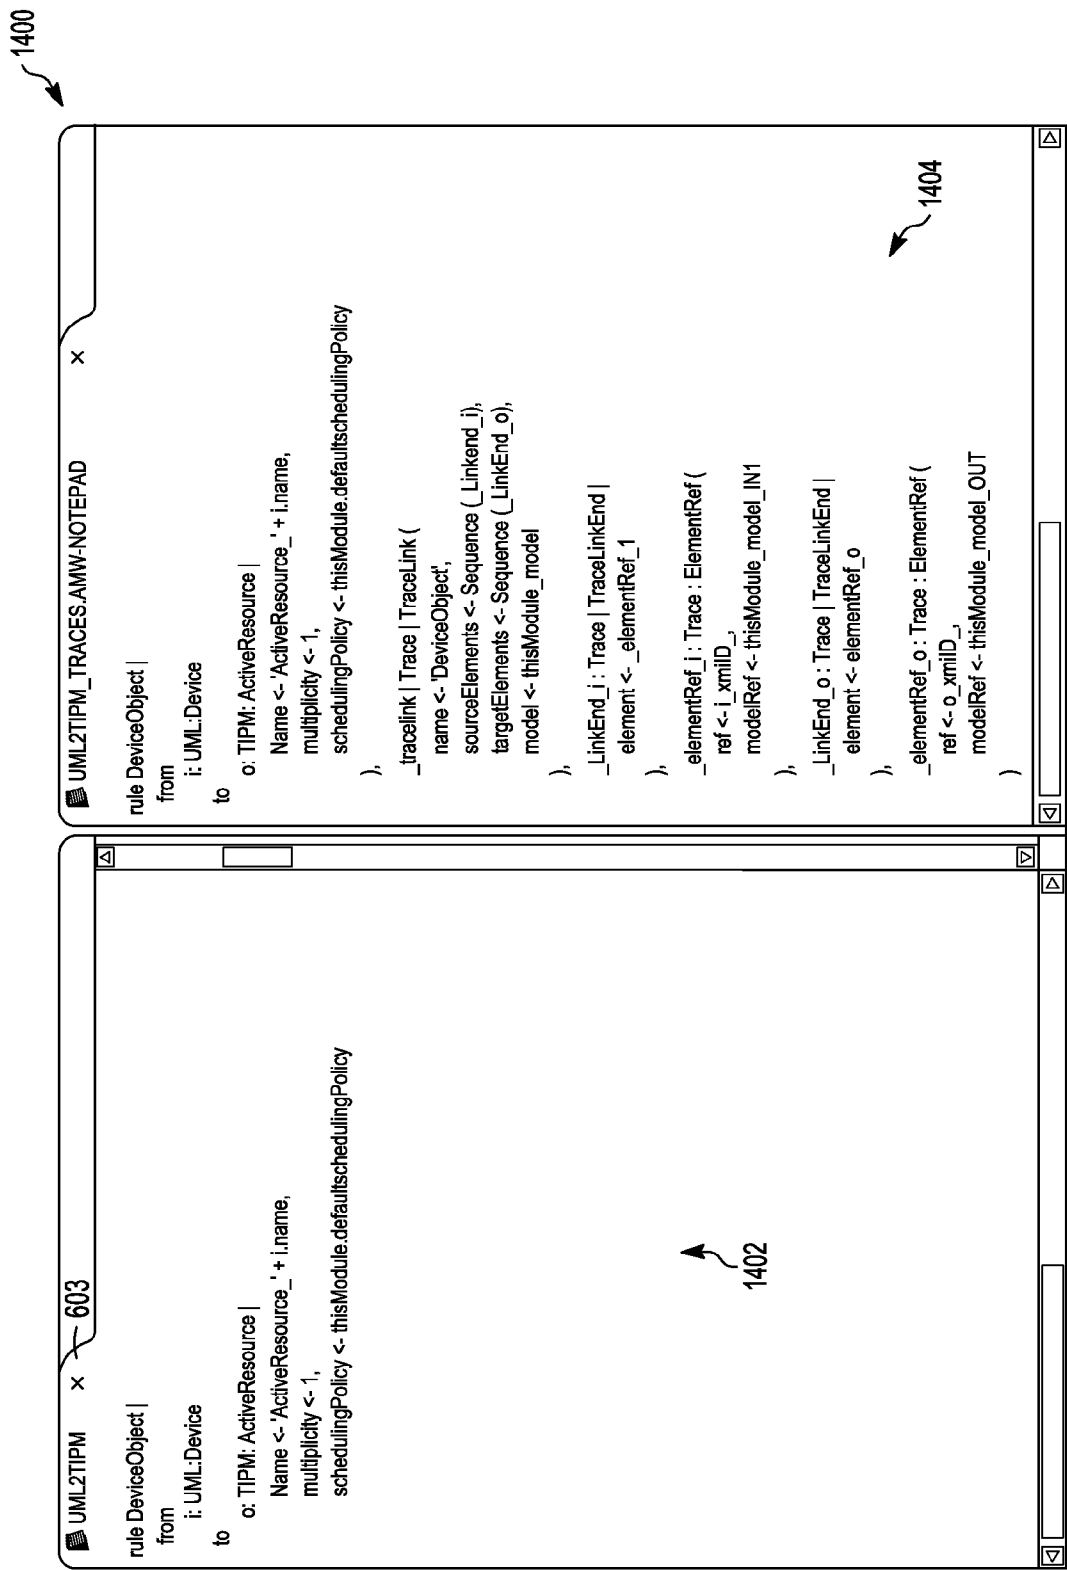 1400
UML2TIPM × 603
rule DeviceObject |
from
i: UML:Device
to
o: TIPM: ActiveResource |
Name <- 'ActiveResource_' + i.name,
multiplicity <- 1,
schedulingPolicy <- thisModule.defaultschedulingPolicy
1402
UML2TIPM_TRACES.AMW-NOTEPAD ×
rule DeviceObject |
from
i: UML:Device
to
o: TIPM: ActiveResource |
Name <- 'ActiveResource_' + i.name,
multiplicity <- 1,
schedulingPolicy <- thisModule.defaultschedulingPolicy
),
_tracelink | Trace | TraceLink (
name <- 'DeviceObject',
sourceElements <- Sequence (_Linkend_i),
targetElements <- Sequence (_LinkEnd_o),
model <- thisModule_model
),
_LinkEnd_i : Trace | TraceLinkEnd |
element <- _elementRef_1
),
_elementRef_i : Trace : ElementRef (
ref <- i_xmiID_,
modelRef <- thisModule_model_IN1
),
_LinkEnd_o : Trace | TraceLinkEnd |
element <- elementRef_o
),
_elementRef_o : Trace : ElementRef (
ref <- o_xmiID_,
modelRef <- thisModule_model_OUT
)
1404